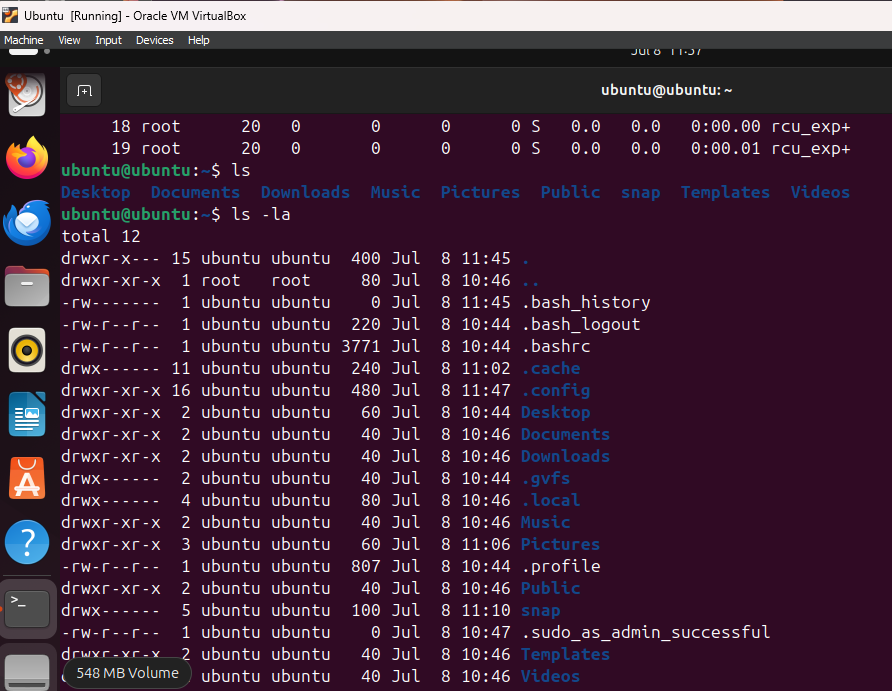 Ubuntu [Running] - Oracle VM VirtualBox
Machine View Input Devices Help
Jul 8 11:57
ubuntu@ubuntu: ~
18 root 20 0 0 0 0 S 0.0 0.0 0:00.00 rcu_exp+
19 root 20 0 0 0 0 S 0.0 0.0 0:00.01 rcu_exp+
ubuntu@ubuntu:~$ ls
Desktop Documents Downloads Music Pictures Public snap Templates Videos
ubuntu@ubuntu:~$ ls -la
total 12
drwxr-x--- 15 ubuntu ubuntu 400 Jul 8 11:45 .
drwxr-xr-x 1 root root 80 Jul 8 10:46 ..
-rw------- 1 ubuntu ubuntu 0 Jul 8 11:45 .bash_history
-rw-r--r-- 1 ubuntu ubuntu 220 Jul 8 10:44 .bash_logout
-rw-r--r-- 1 ubuntu ubuntu 3771 Jul 8 10:44 .bashrc
drwx------ 11 ubuntu ubuntu 240 Jul 8 11:02 .cache
drwxr-xr-x 16 ubuntu ubuntu 480 Jul 8 11:47 .config
drwxr-xr-x 2 ubuntu ubuntu 60 Jul 8 10:44 Desktop
drwxr-xr-x 2 ubuntu ubuntu 40 Jul 8 10:46 Documents
drwxr-xr-x 2 ubuntu ubuntu 40 Jul 8 10:46 Downloads
drwx------ 2 ubuntu ubuntu 40 Jul 8 10:44 .gvfs
drwx------ 4 ubuntu ubuntu 80 Jul 8 10:46 .local
drwxr-xr-x 2 ubuntu ubuntu 40 Jul 8 10:46 Music
drwxr-xr-x 3 ubuntu ubuntu 60 Jul 8 11:06 Pictures
-rw-r--r-- 1 ubuntu ubuntu 807 Jul 8 10:44 .profile
drwxr-xr-x 2 ubuntu ubuntu 40 Jul 8 10:46 Public
drwx------ 5 ubuntu ubuntu 100 Jul 8 11:10 snap
-rw-r--r-- 1 ubuntu ubuntu 0 Jul 8 10:47 .sudo_as_admin_successful
drwxr-xr-x 2 ubuntu ubuntu 40 Jul 8 10:46 Templates
2 ubuntu ubuntu 40 Jul 8 10:46 Videos
548 MB Volume